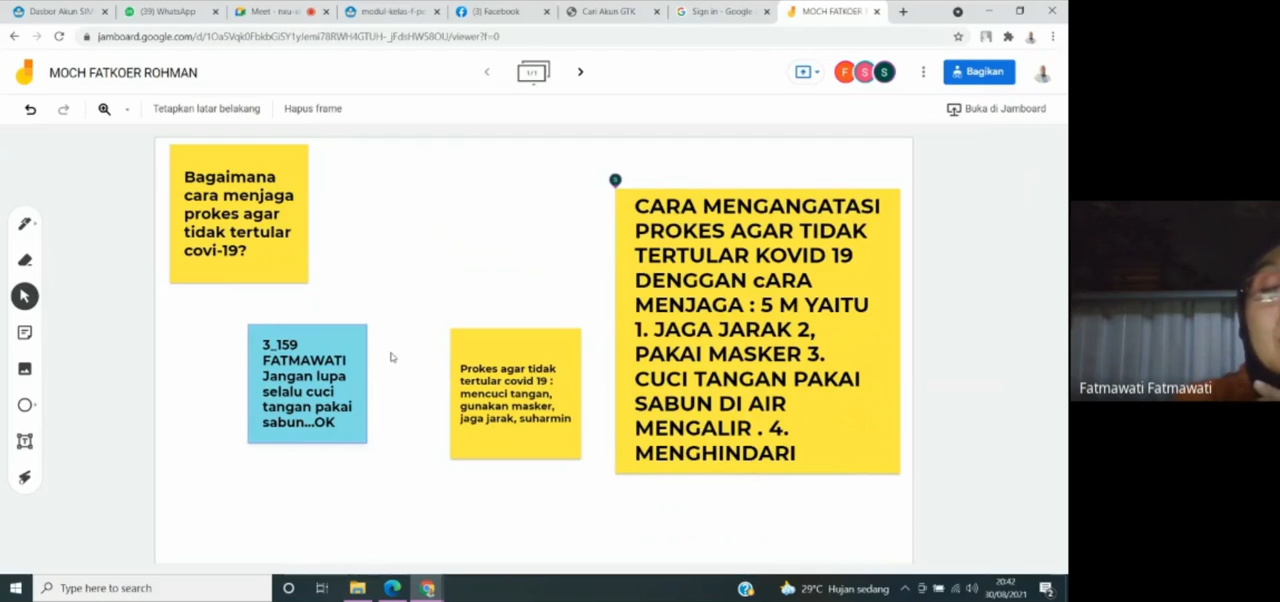 Dasbor Akun SIM
(39) WhatsApp
Meet - nxu-
modul-kelas-f-pe
(3) Facebook
Cari Akun GTK
Sign in - Google
MOCH FATKOER
jamboard.google.com/d/1Oa5Vqk0FbkbGiSY1yJemi78RWH4GTUH-_jFdsHW58OU/viewer?f=0
MOCH FATKOER ROHMAN
1/1
F S S
Bagikan
Tetapkan latar belakang
Hapus frame
Buka di Jamboard
Bagaimana
cara menjaga
prokes agar
tidak tertular
covi-19?
3_159
FATMAWATI
Jangan lupa
selalu cuci
tangan pakai
sabun...OK
Prokes agar tidak
tertular covid 19 :
mencuci tangan,
gunakan masker,
jaga jarak, suharmin
CARA MENGANGATASI
PROKES AGAR TIDAK
TERTULAR KOVID 19
DENGGAN cARA
MENJAGA : 5 M YAITU
1. JAGA JARAK 2,
PAKAI MASKER 3.
CUCI TANGAN PAKAI
SABUN DI AIR
MENGALIR . 4.
MENGHINDARI
Fatmawati Fatmawati
Type here to search
29°C Hujan sedang
20:42
30/08/2021